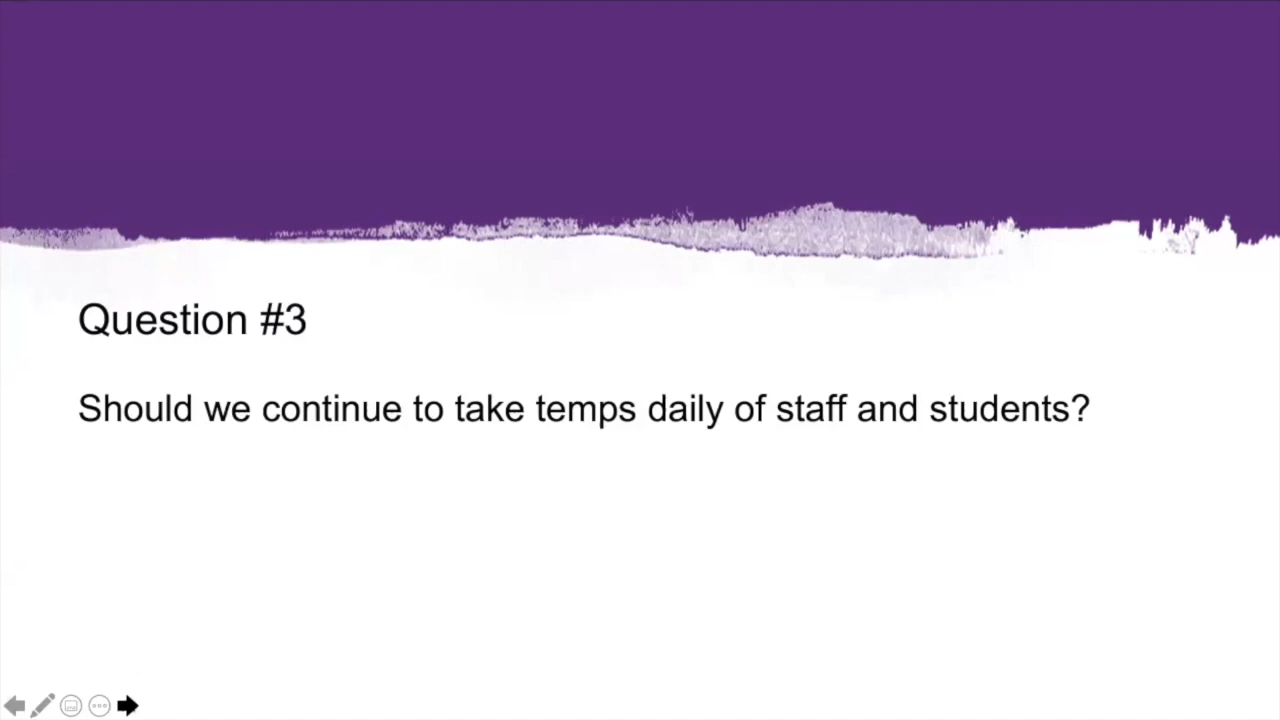 Question #3
Should we continue to take temps daily of staff and students?